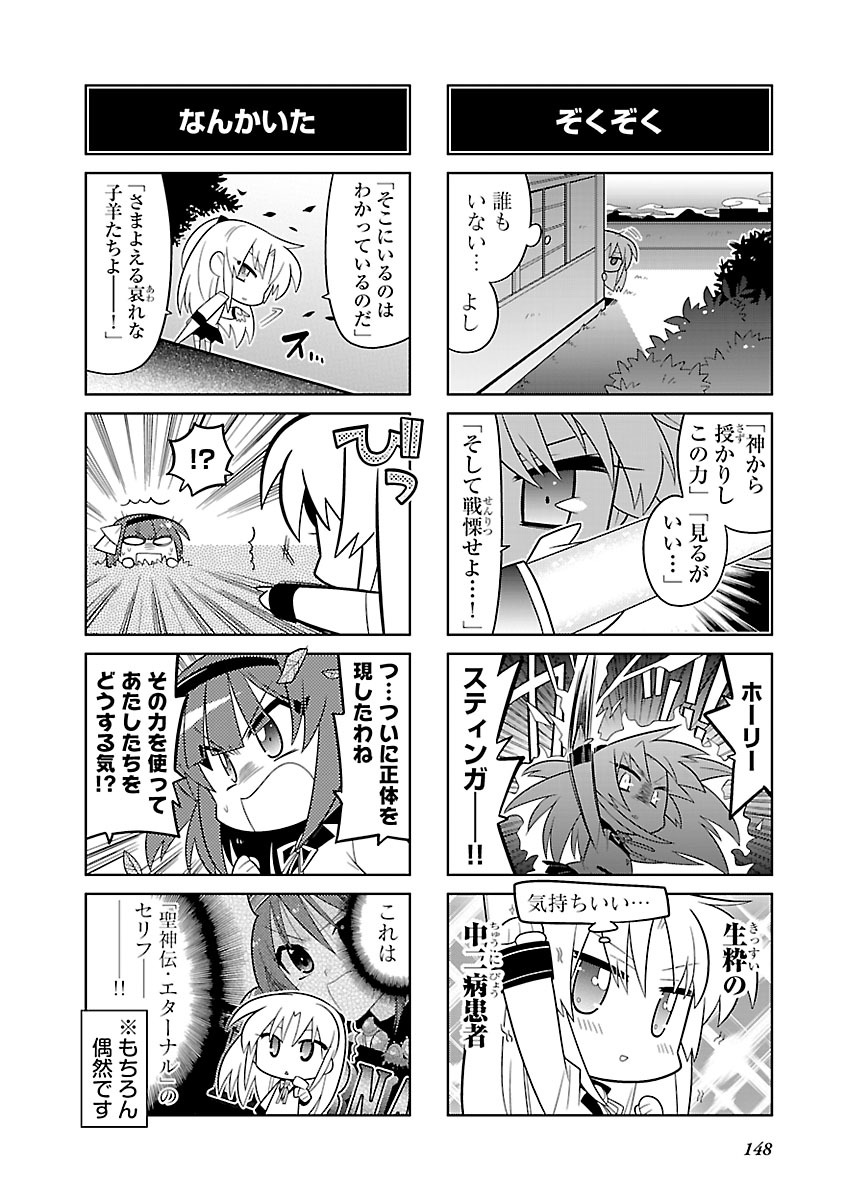 ぞくぞく
誰も
いない…よし
「神から
授かりし
この力」「見るが
いい…」
「そして戦慄せよ…！」
ホーリー
スティンガー――!!
気持ちいい…
生粋の
中二病患者
なんかいた
「そこにいるのは
わかっているのだ」
「さまよえる哀れな
子羊たちよ――！」
ズ…
びっ
!?
つ…ついに正体を
現したわね
その力を使って
あたしたちを
どうする気!?
これは
『聖神伝・エターナル』の
セリフ――
――!!
※もちろん
偶然です
148